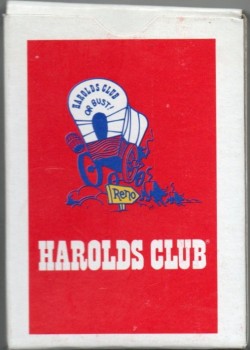 HAROLDS CLUB
OR BUST!
Reno
HAROLDS CLUB